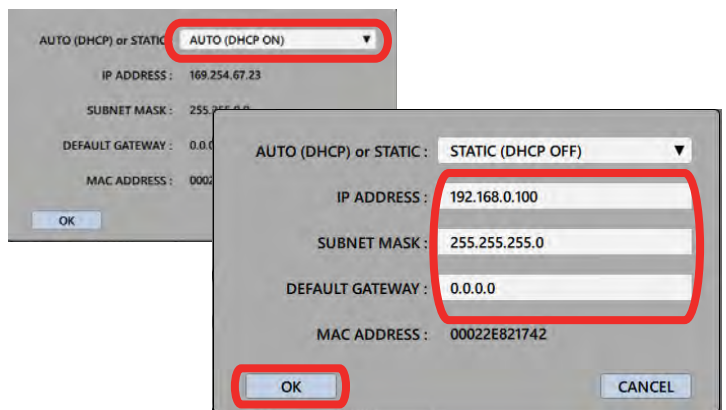 AUTO (DHCP) or STATIC AUTO (DHCP ON) ▼
IP ADDRESS : 169.254.67.23
SUBNET MASK :
DEFAULT GATEWAY :
MAC ADDRESS :
OK
AUTO (DHCP) or STATIC : STATIC (DHCP OFF) ▼
IP ADDRESS : 192.168.0.100
SUBNET MASK : 255.255.255.0
DEFAULT GATEWAY : 0.0.0.0
MAC ADDRESS : 00022E821742
OK CANCEL